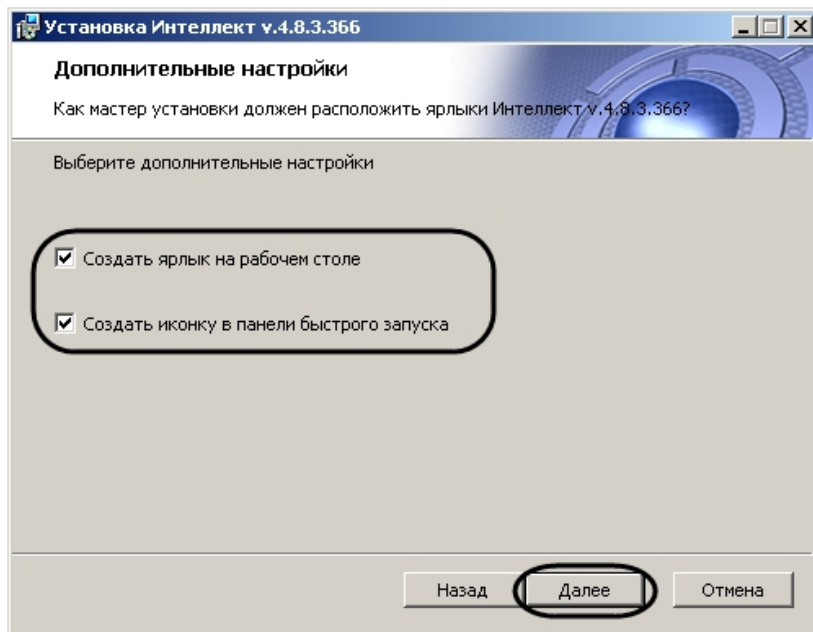 Установка Интеллект v.4.8.3.366
Дополнительные настройки
Как мастер установки должен расположить ярлыки Интеллект v.4.8.3.366?
Выберите дополнительные настройки
Создать ярлык на рабочем столе
Создать иконку в панели быстрого запуска
Назад Далее Отмена